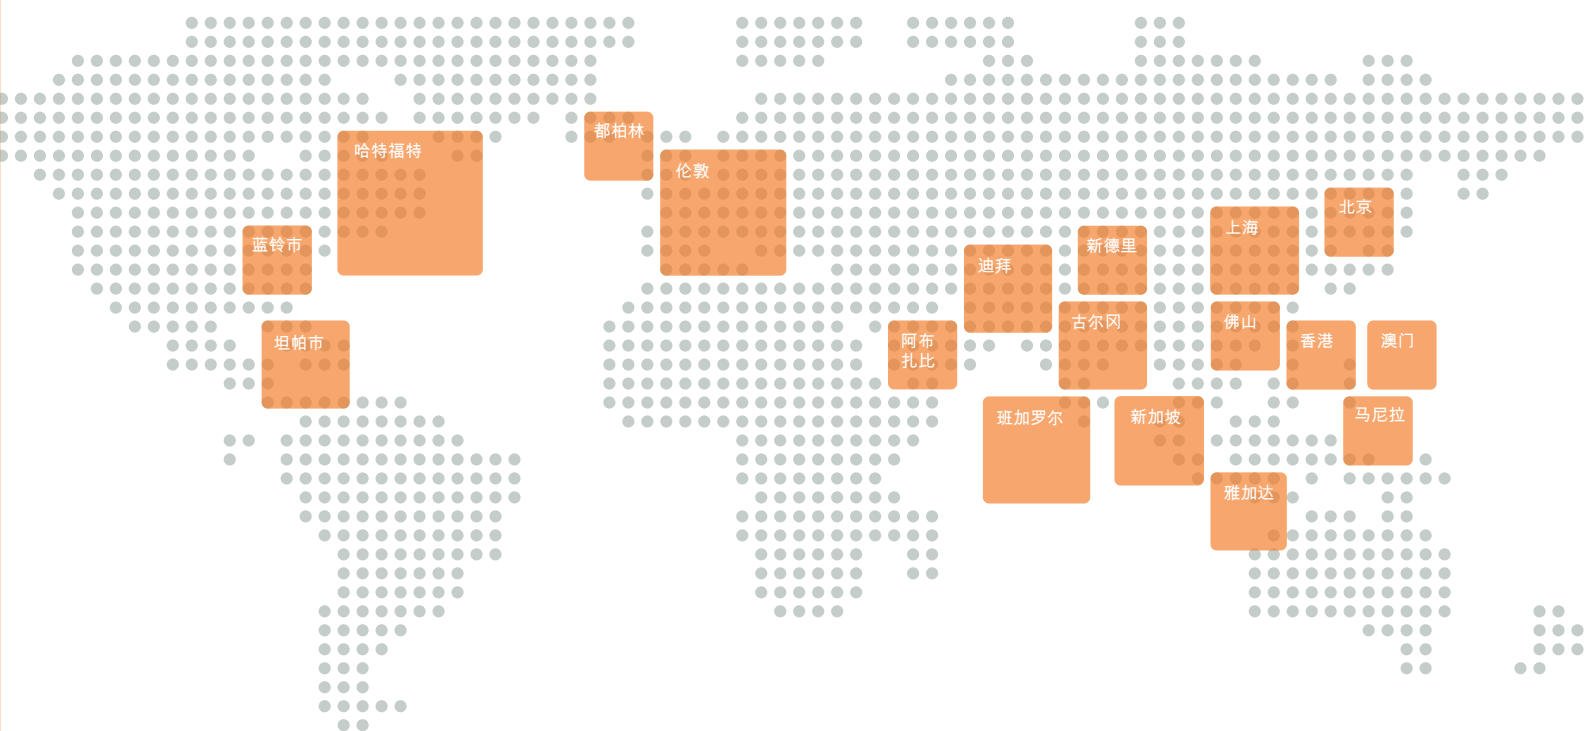 都柏林
哈特福特
伦敦
北京
上海
蓝铃市
新德里
迪拜
古尔冈
佛山
坦帕市
阿布
扎比
香港
澳门
班加罗尔
新加坡
马尼拉
雅加达